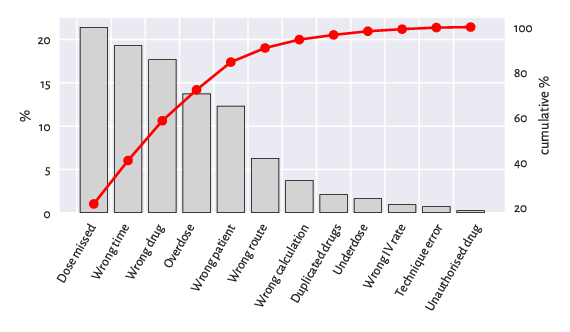 %
20
15
10
5
0
100
80
60
40
20
cumulative %
Dose missed
Wrong time
Wrong drug
Overdose
Wrong patient
Wrong route
Wrong calculation
Duplicated drugs
Underdose
Wrong IV rate
Technique error
Unauthorised drug